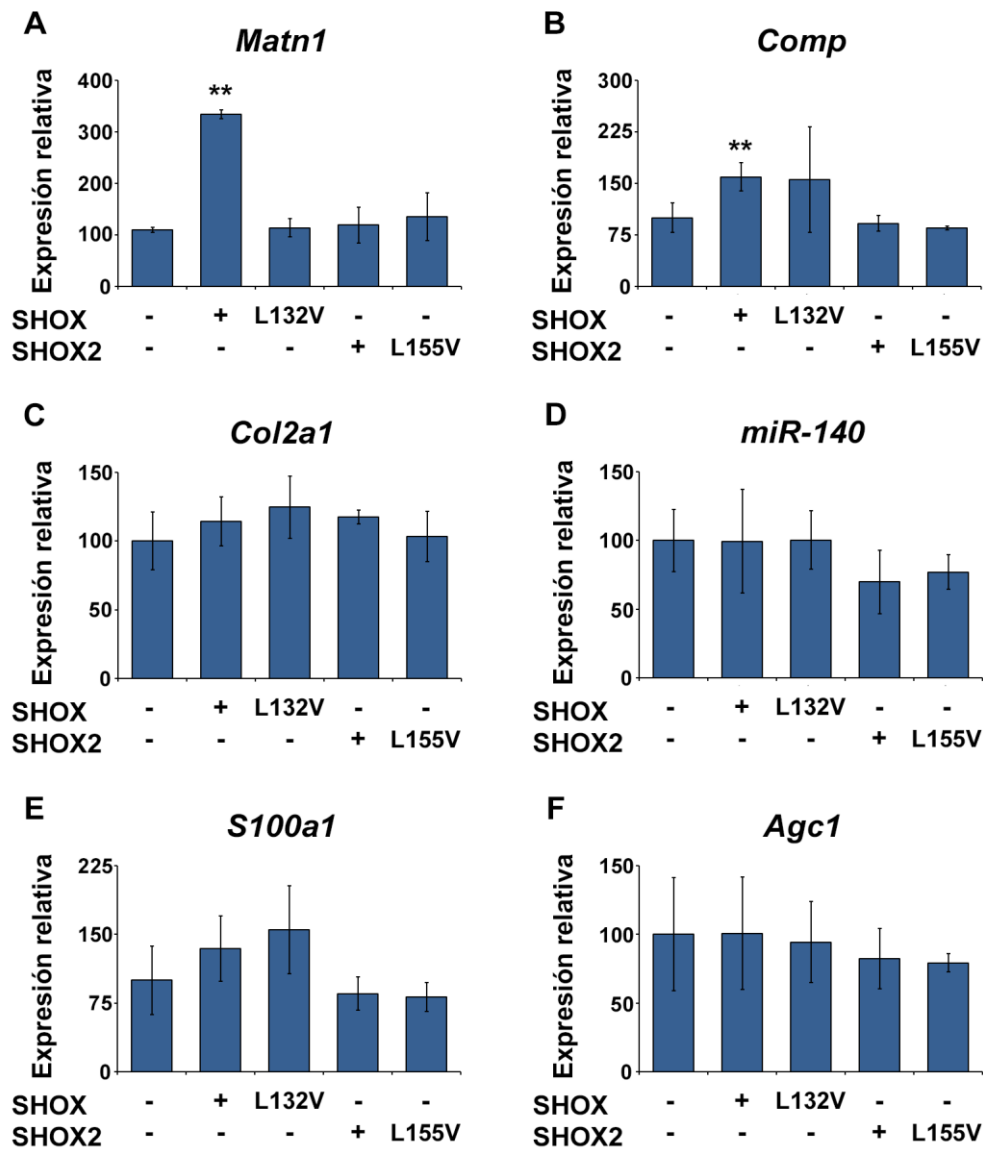 A
Matn1
Expresión relativa
400
300
200
100
0
**
SHOX - + L132V - -
SHOX2 - - - + L155V
B
Comp
Expresión relativa
300
225
150
75
0
**
SHOX - + L132V - -
SHOX2 - - - + L155V
C
Col2a1
Expresión relativa
150
100
50
0
SHOX - + L132V - -
SHOX2 - - - + L155V
D
miR-140
Expresión relativa
150
100
50
0
SHOX - + L132V - -
SHOX2 - - - + L155V
E
S100a1
Expresión relativa
225
150
75
0
SHOX - + L132V - -
SHOX2 - - - + L155V
F
Agc1
Expresión relativa
150
100
50
0
SHOX - + L132V - -
SHOX2 - - - + L155V